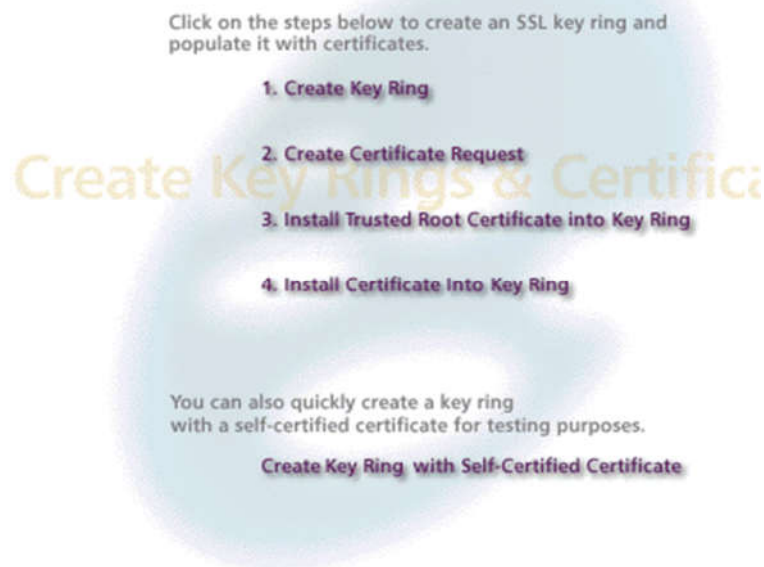 Click on the steps below to create an SSL key ring and
populate it with certificates.
1. Create Key Ring
2. Create Certificate Request
Create Key Rings & Certifica
3. Install Trusted Root Certificate into Key Ring
4. Install Certificate Into Key Ring
You can also quickly create a key ring
with a self-certified certificate for testing purposes.
Create Key Ring with Self-Certified Certificate